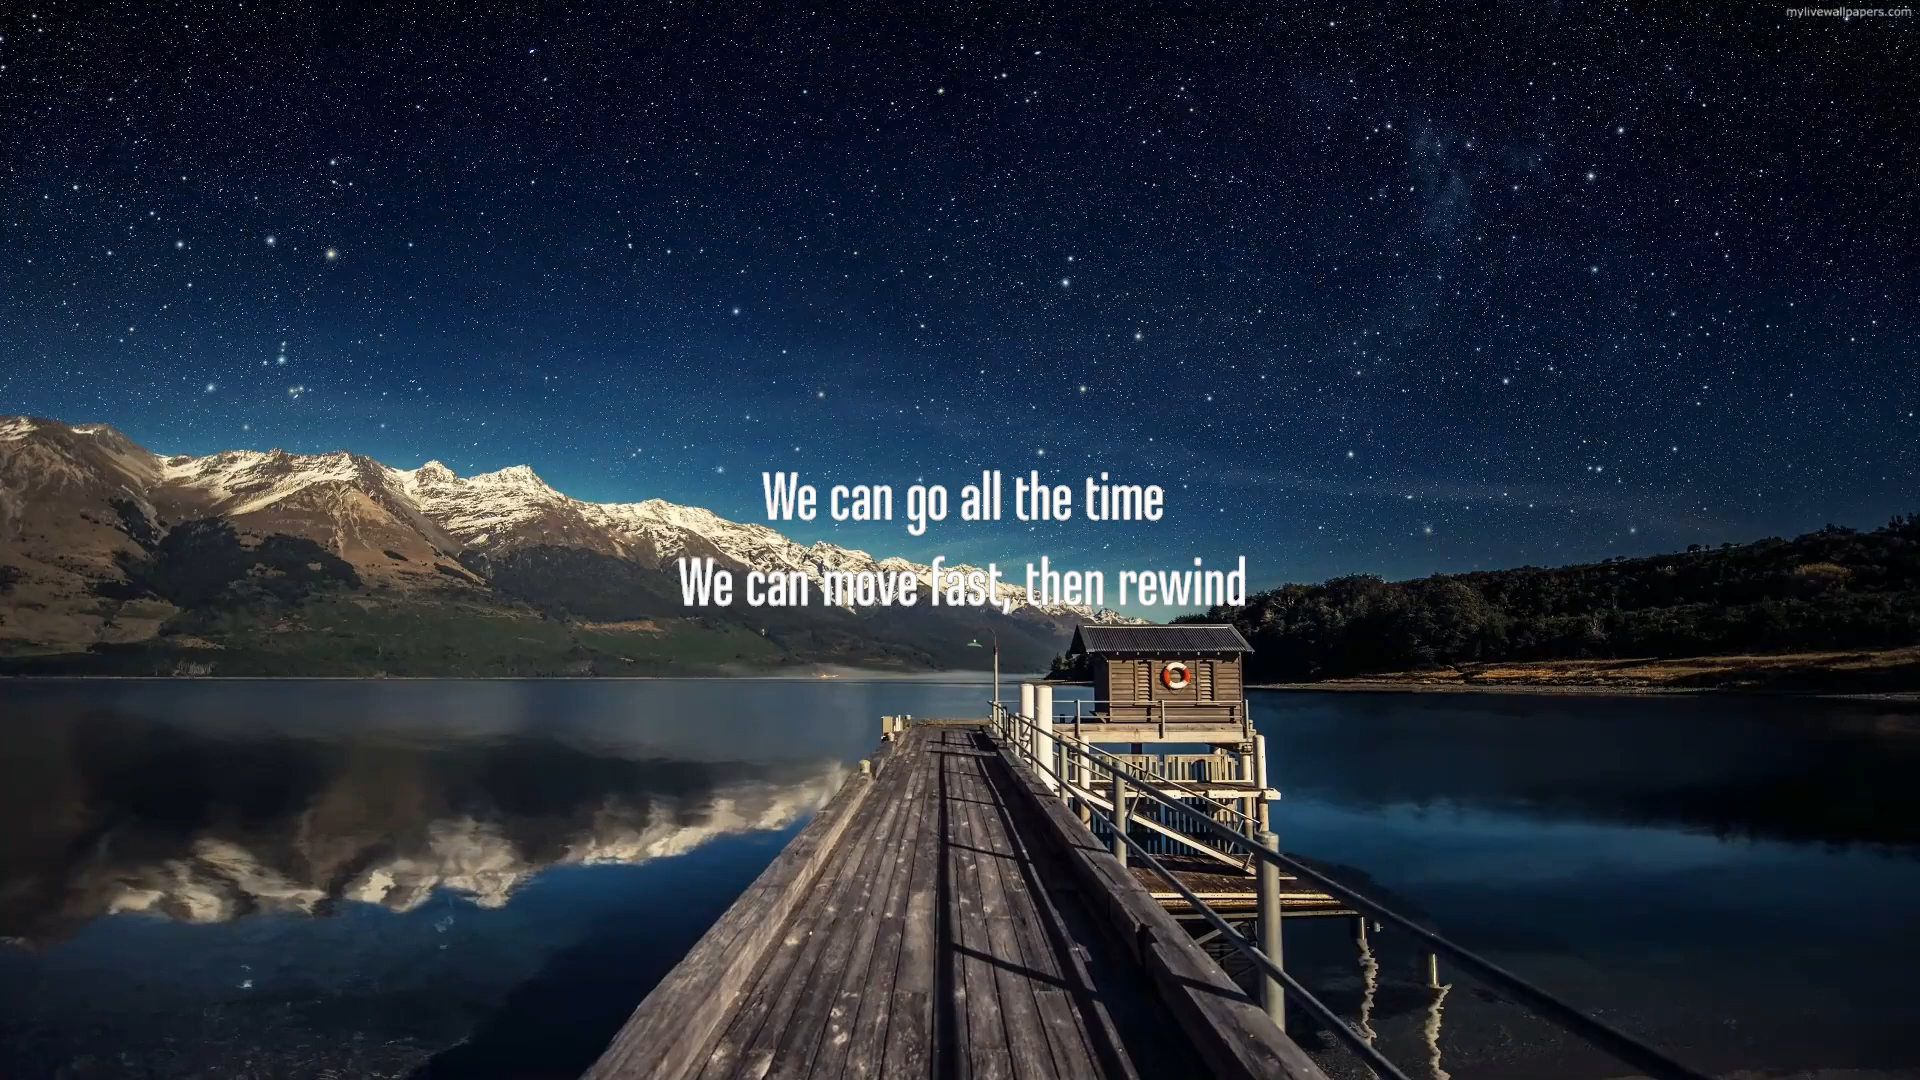 mylivewallpapers.com
We can go all the time
We can move fast, then rewind